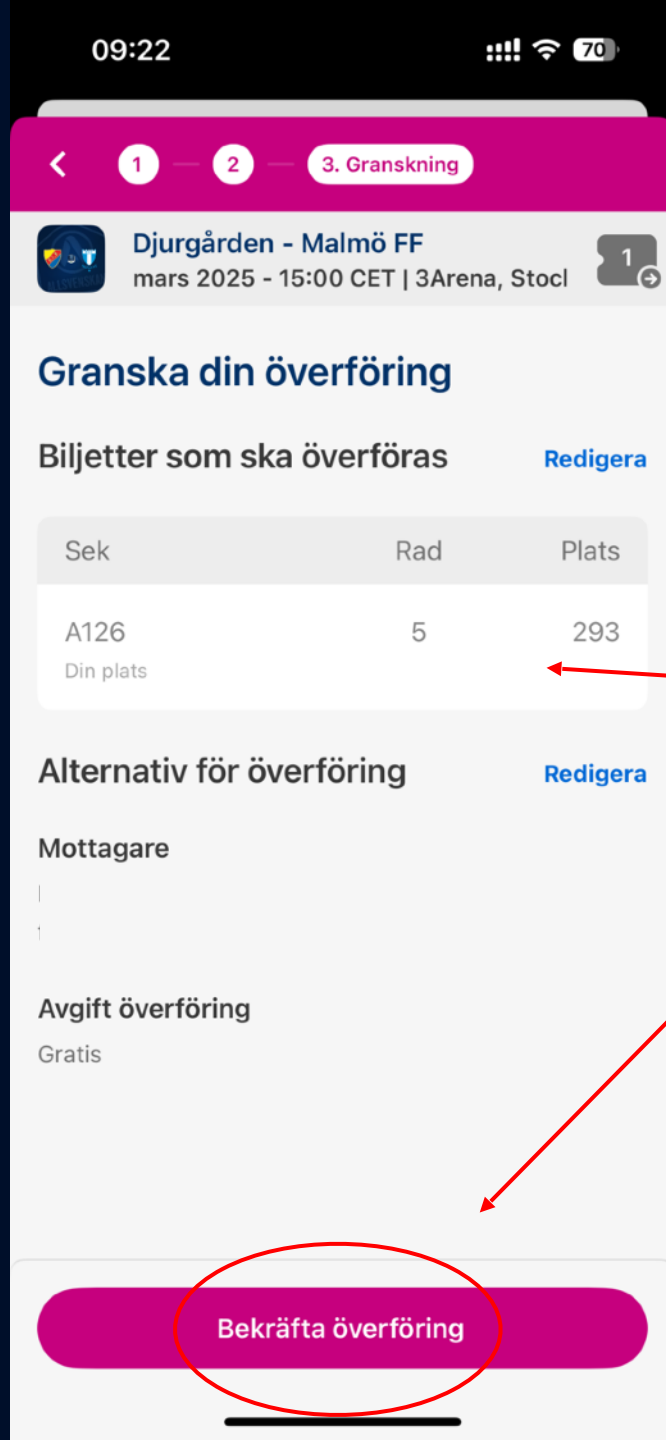 09:22
70
1
2
3. Granskning
Djurgården - Malmö FF
mars 2025 - 15:00 CET | 3Arena, Stocl
1
Granska din överföring
Biljetter som ska överföras
Redigera
Sek Rad Plats
A126 5 293
Din plats
Alternativ för överföring
Redigera
Mottagare
Avgift överföring
Gratis
Bekräfta överföring